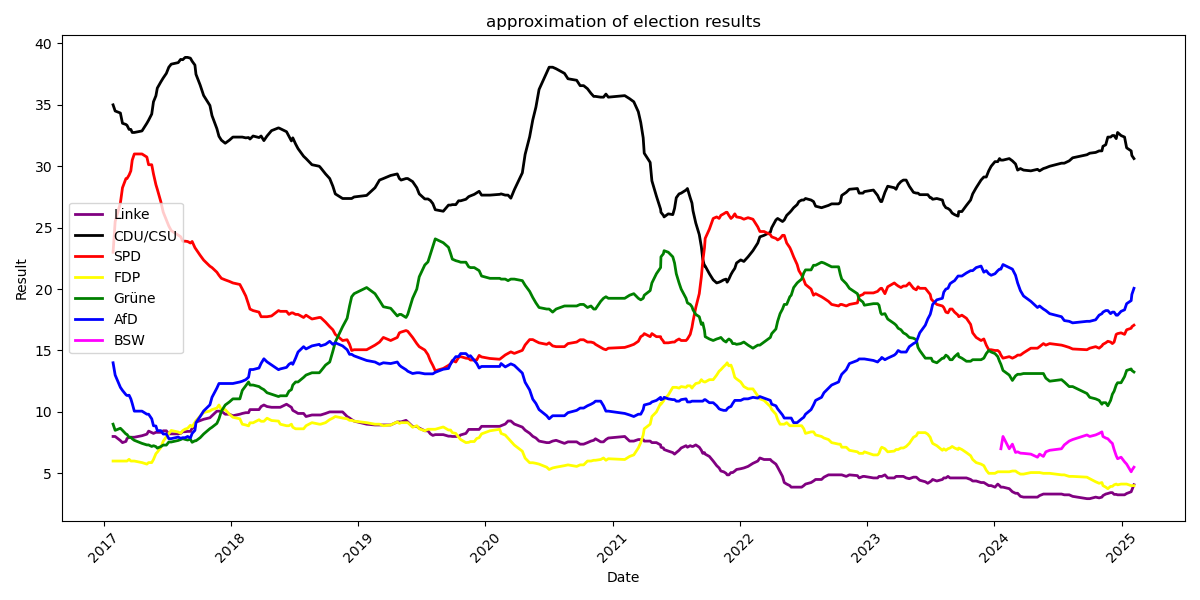 approximation of election results
40
35
30
25
20
15
10
5
Result
Linke
CDU/CSU
SPD
FDP
Grüne
AfD
BSW
2017
2018
2019
2020
2021
2022
2023
2024
2025
Date